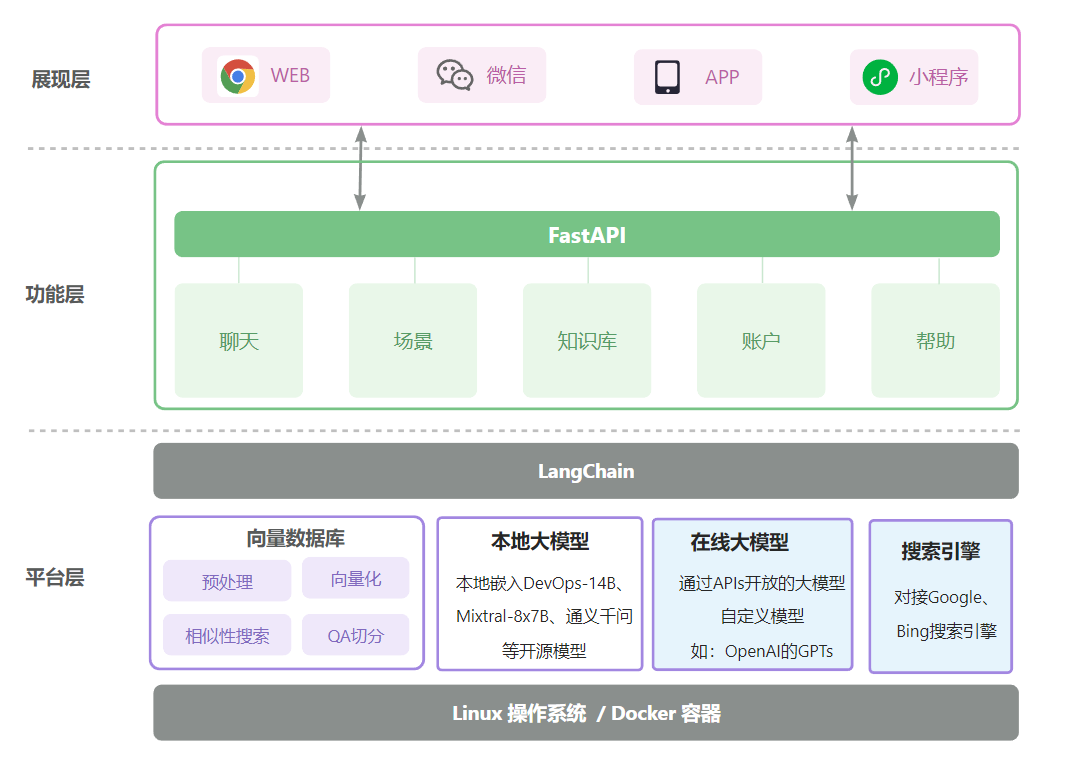 展现层
WEB
微信
APP
小程序
功能层
FastAPI
聊天
场景
知识库
账户
帮助
平台层
LangChain
向量数据库
预处理
向量化
相似性搜索
QA切分
本地大模型
本地嵌入DevOps-14B、
Mixtral-8x7B、通义千问
等开源模型
在线大模型
通过APIs开放的大模型
自定义模型
如：OpenAI的GPTs
搜索引擎
对接Google、
Bing搜索引擎
Linux 操作系统 / Docker 容器